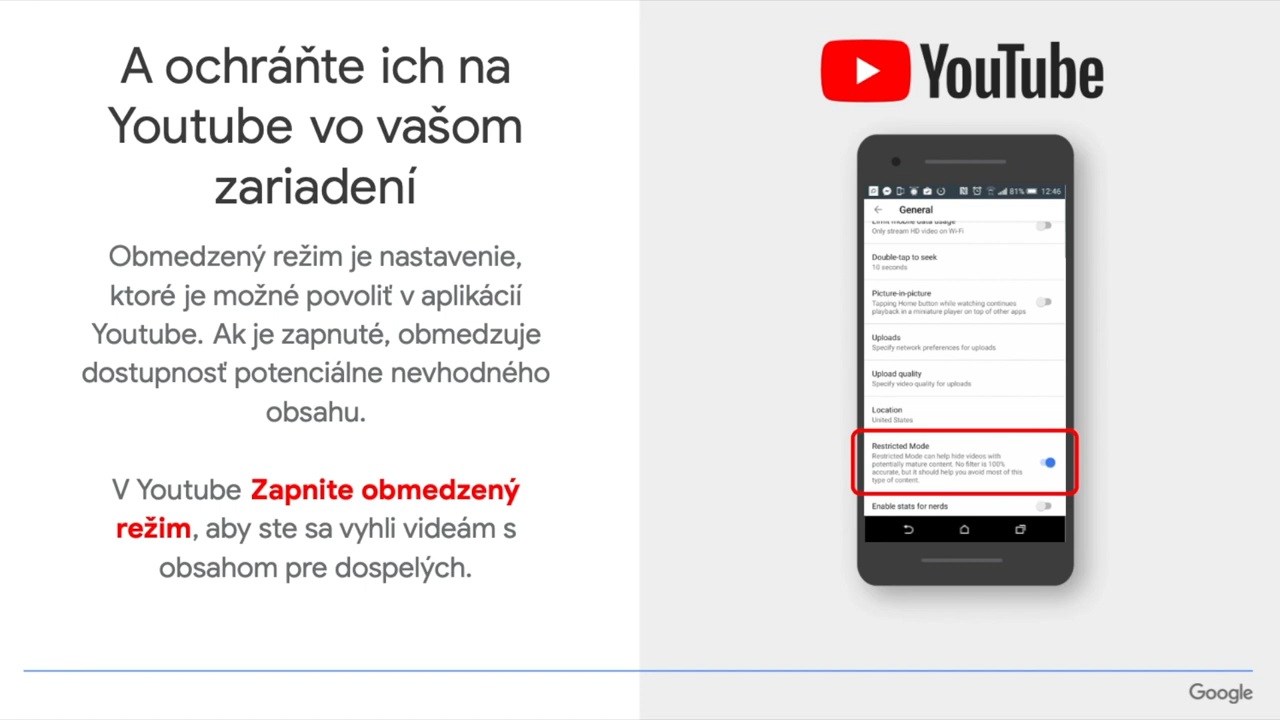 A ochráňte ich na
Youtube vo vašom
zariadení
Obmedzený režim je nastavenie,
ktoré je možné povoliť v aplikácií
Youtube. Ak je zapnuté, obmedzuje
dostupnosť potenciálne nevhodného
obsahu.
V Youtube Zapnite obmedzený
režim, aby ste sa vyhli videám s
obsahom pre dospelých.
YouTube
81% 12:46
General
Limit mobile data usage
Only stream HD video on Wi-Fi
Double-tap to seek
10 seconds
Picture-in-picture
Tapping Home button while watching continues
playback in a miniature player on top of other apps
Uploads
Specify network preferences for uploads
Upload quality
Specify video quality for uploads
Location
United States
Restricted Mode
Restricted Mode can help hide videos with
potentially mature content. No filter is 100%
accurate, but it should help you avoid most of this
type of content.
Enable stats for nerds
Google